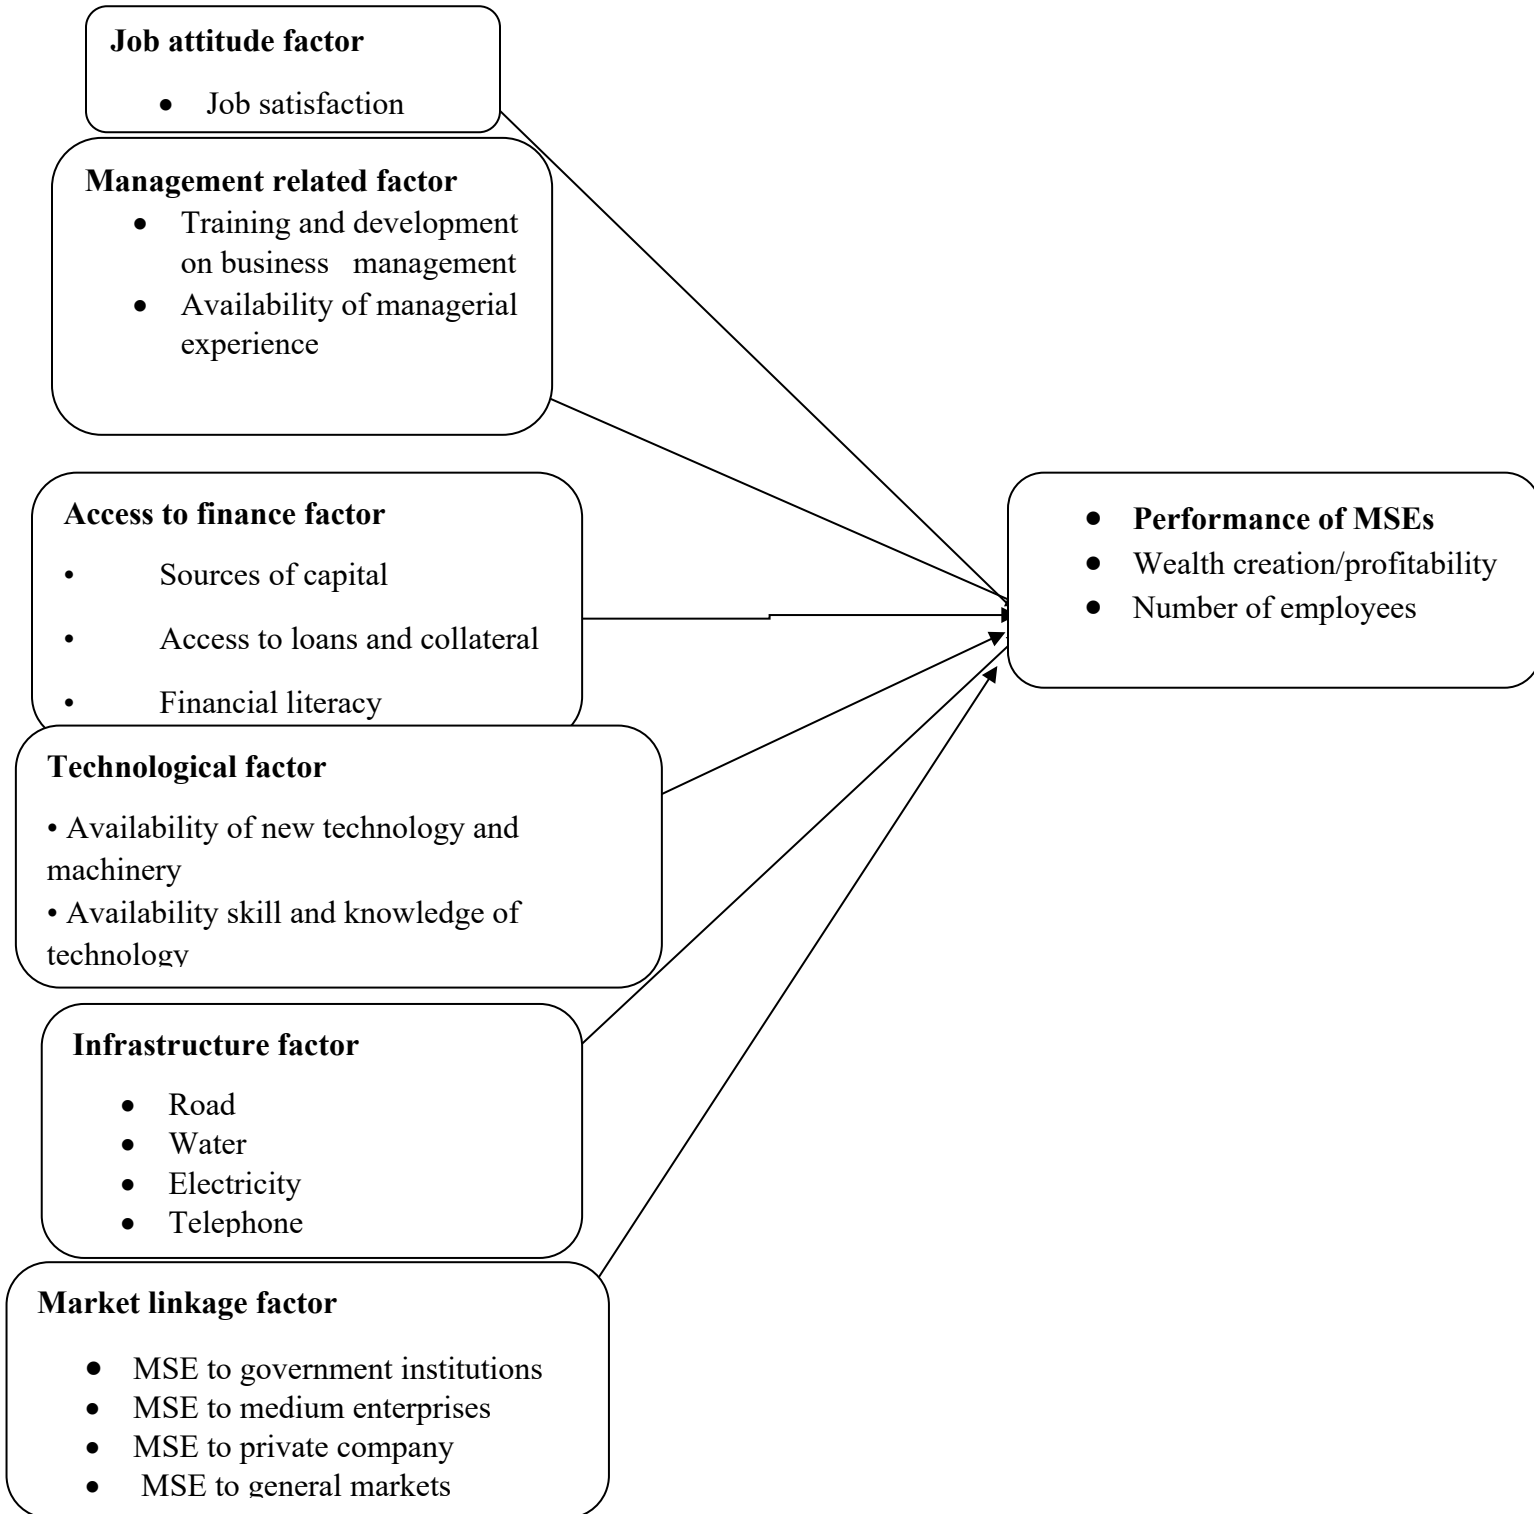 Job attitude factor
• Job satisfaction
Management related factor
• Training and development
on business management
• Availability of managerial
experience
Access to finance factor
• Sources of capital
• Access to loans and collateral
• Financial literacy
Technological factor
• Availability of new technology and
machinery
• Availability skill and knowledge of
technology
Infrastructure factor
• Road
• Water
• Electricity
• Telephone
Market linkage factor
• MSE to government institutions
• MSE to medium enterprises
• MSE to private company
• MSE to general markets
• Performance of MSEs
• Wealth creation/profitability
• Number of employees